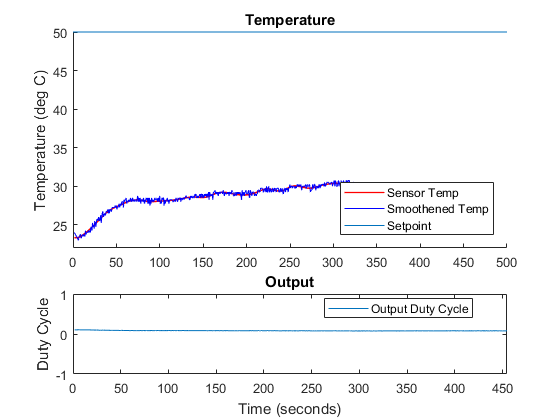 Temperature
Temperature (deg C)
50
45
40
35
30
25
Sensor Temp
Smoothened Temp
Setpoint
0 50 100 150 200 250 300 350 400 450 500
Output
Duty Cycle
1
0
-1
Output Duty Cycle
0 50 100 150 200 250 300 350 400 450
Time (seconds)